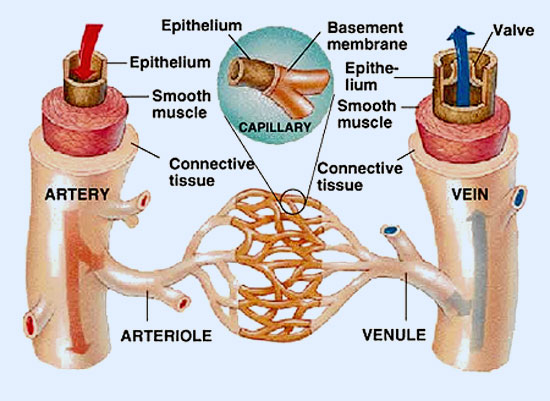 Epithelium
Smooth
muscle
Connective
tissue
ARTERY
ARTERIOLE
Epithelium
Basement
membrane
CAPILLARY
Valve
Epithe-
lium
Smooth
muscle
Connective
tissue
VEIN
VENULE